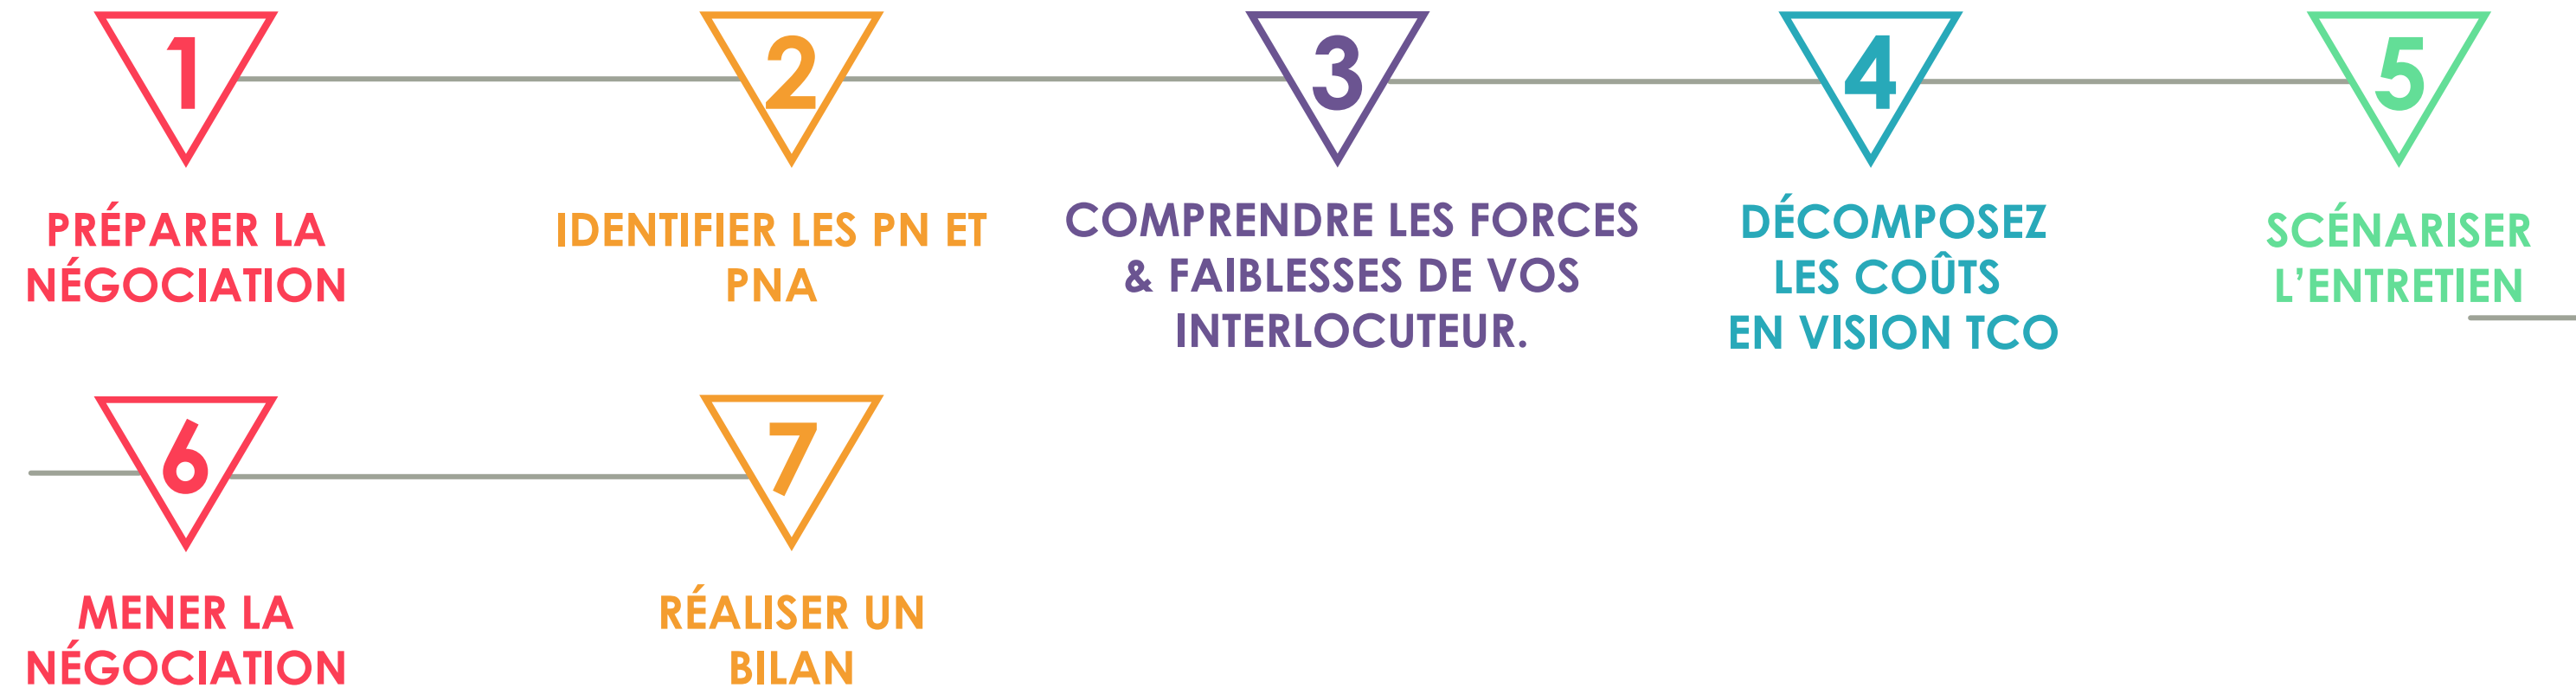 1
2
3
4
5
PRÉPARER LA
NÉGOCIATION
IDENTIFIER LES PN ET
PNA
COMPRENDRE LES FORCES
& FAIBLESSES DE VOS
INTERLOCUTEUR.
DÉCOMPOSEZ
LES COÛTS
EN VISION TCO
SCÉNARISER
L'ENTRETIEN
6
7
MENER LA
NÉGOCIATION
RÉALISER UN
BILAN